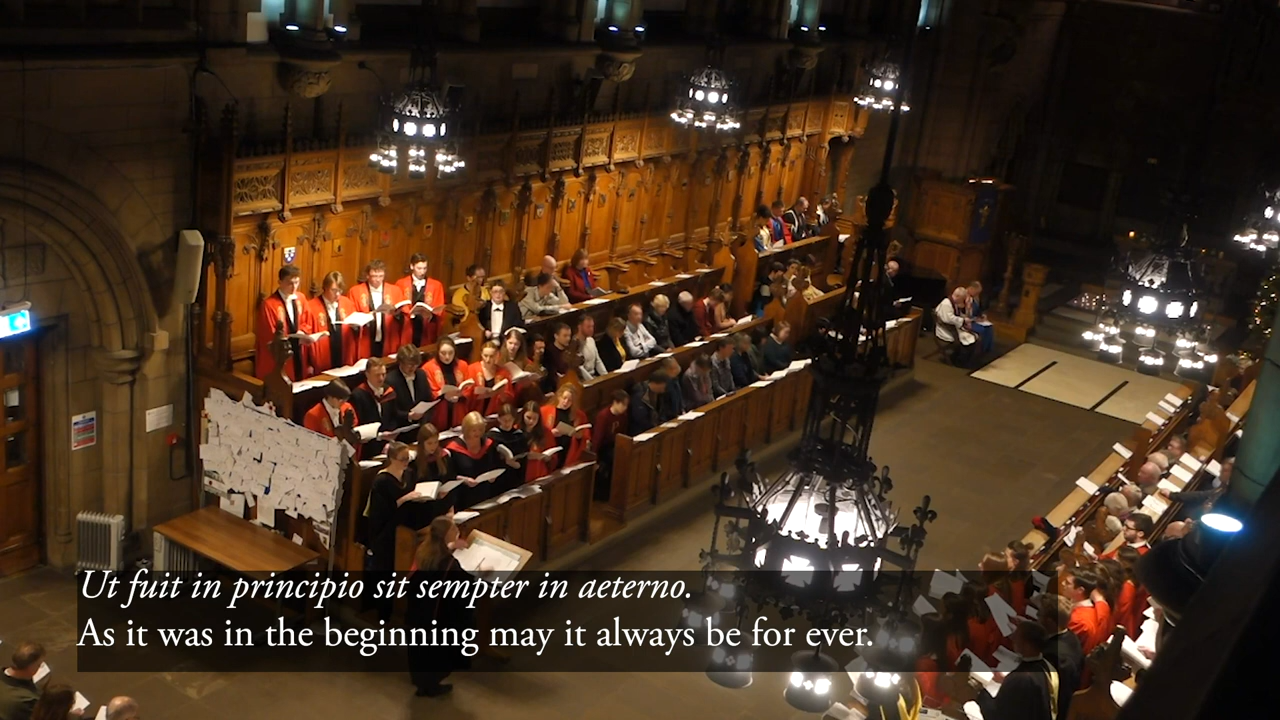 Ut fuit in principio sit sempter in aeterno.
As it was in the beginning may it always be for ever.